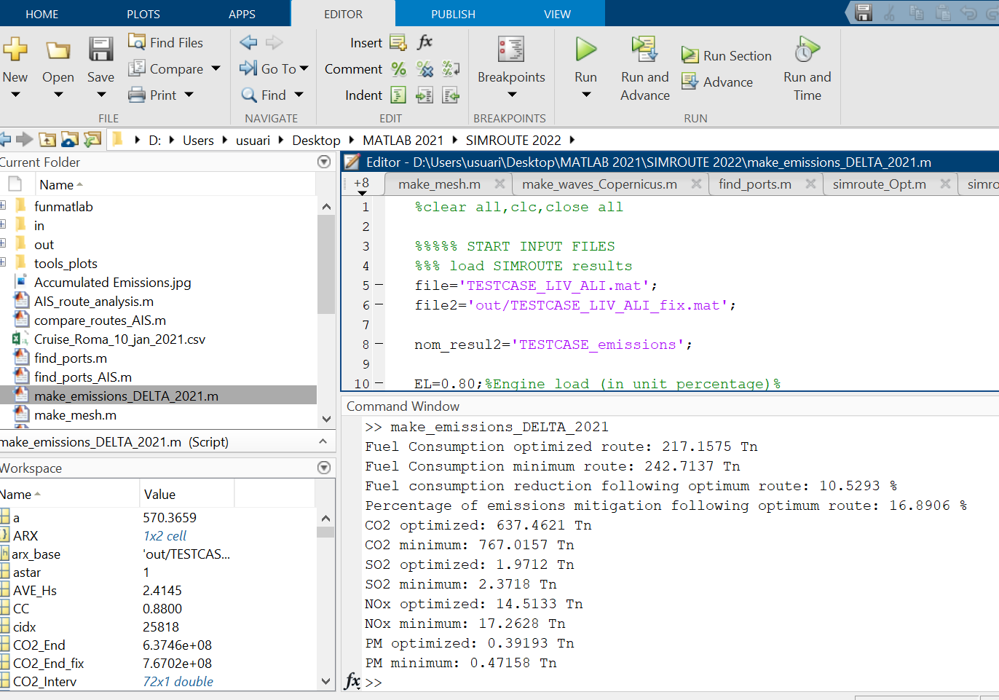 HOME PLOTS APPS EDITOR PUBLISH VIEW
New Open Save Find Files Compare Print
FILE
Go To Find
NAVIGATE
Insert fx
Comment
Indent
EDIT
Breakpoints
BREAKPOINTS
Run Run and Advance Run Section Advance Run and Time
RUN
D: Users usuari Desktop MATLAB 2021 SIMROUTE 2022
Current Folder
Name
funmatlab
in
out
tools_plots
Accumulated Emissions.jpg
AIS_route_analysis.m
compare_routes_AIS.m
Cruise_Roma_10_jan_2021.csv
find_ports.m
find_ports_AIS.m
make_emissions_DELTA_2021.m
make_mesh.m
make_emissions_DELTA_2021.m (Script)
Workspace
Name Value
a 570.3659
ARX 1x2 cell
arx_base 'out/TESTCAS...
astar 1
AVE_Hs 2.4145
CC 0.8800
cidx 25818
CO2_End 6.3746e+08
CO2_End_fix 7.6702e+08
CO2_Interv 72x1 double
Editor - D:\Users\usuari\Desktop\MATLAB 2021\SIMROUTE 2022\make_emissions_DELTA_2021.m
+8 make_mesh.m make_waves_Copernicus.m find_ports.m simroute_Opt.m simro
1 %clear all,clc,close all
2
3 %%%%% START INPUT FILES
4 %%% load SIMROUTE results
5 file='TESTCASE_LIV_ALI.mat';
6 file2='out/TESTCASE_LIV_ALI_fix.mat';
7
8 nom_resul2='TESTCASE_emissions';
9
10 EL=0.80;%Engine load (in unit percentage)%
Command Window
>> make_emissions_DELTA_2021
Fuel Consumption optimized route: 217.1575 Tn
Fuel Consumption minimum route: 242.7137 Tn
Fuel consumption reduction following optimum route: 10.5293 %
Percentage of emissions mitigation following optimum route: 16.8906 %
CO2 optimized: 637.4621 Tn
CO2 minimum: 767.0157 Tn
SO2 optimized: 1.9712 Tn
SO2 minimum: 2.3718 Tn
NOx optimized: 14.5133 Tn
NOx minimum: 17.2628 Tn
PM optimized: 0.39193 Tn
PM minimum: 0.47158 Tn
fx >>